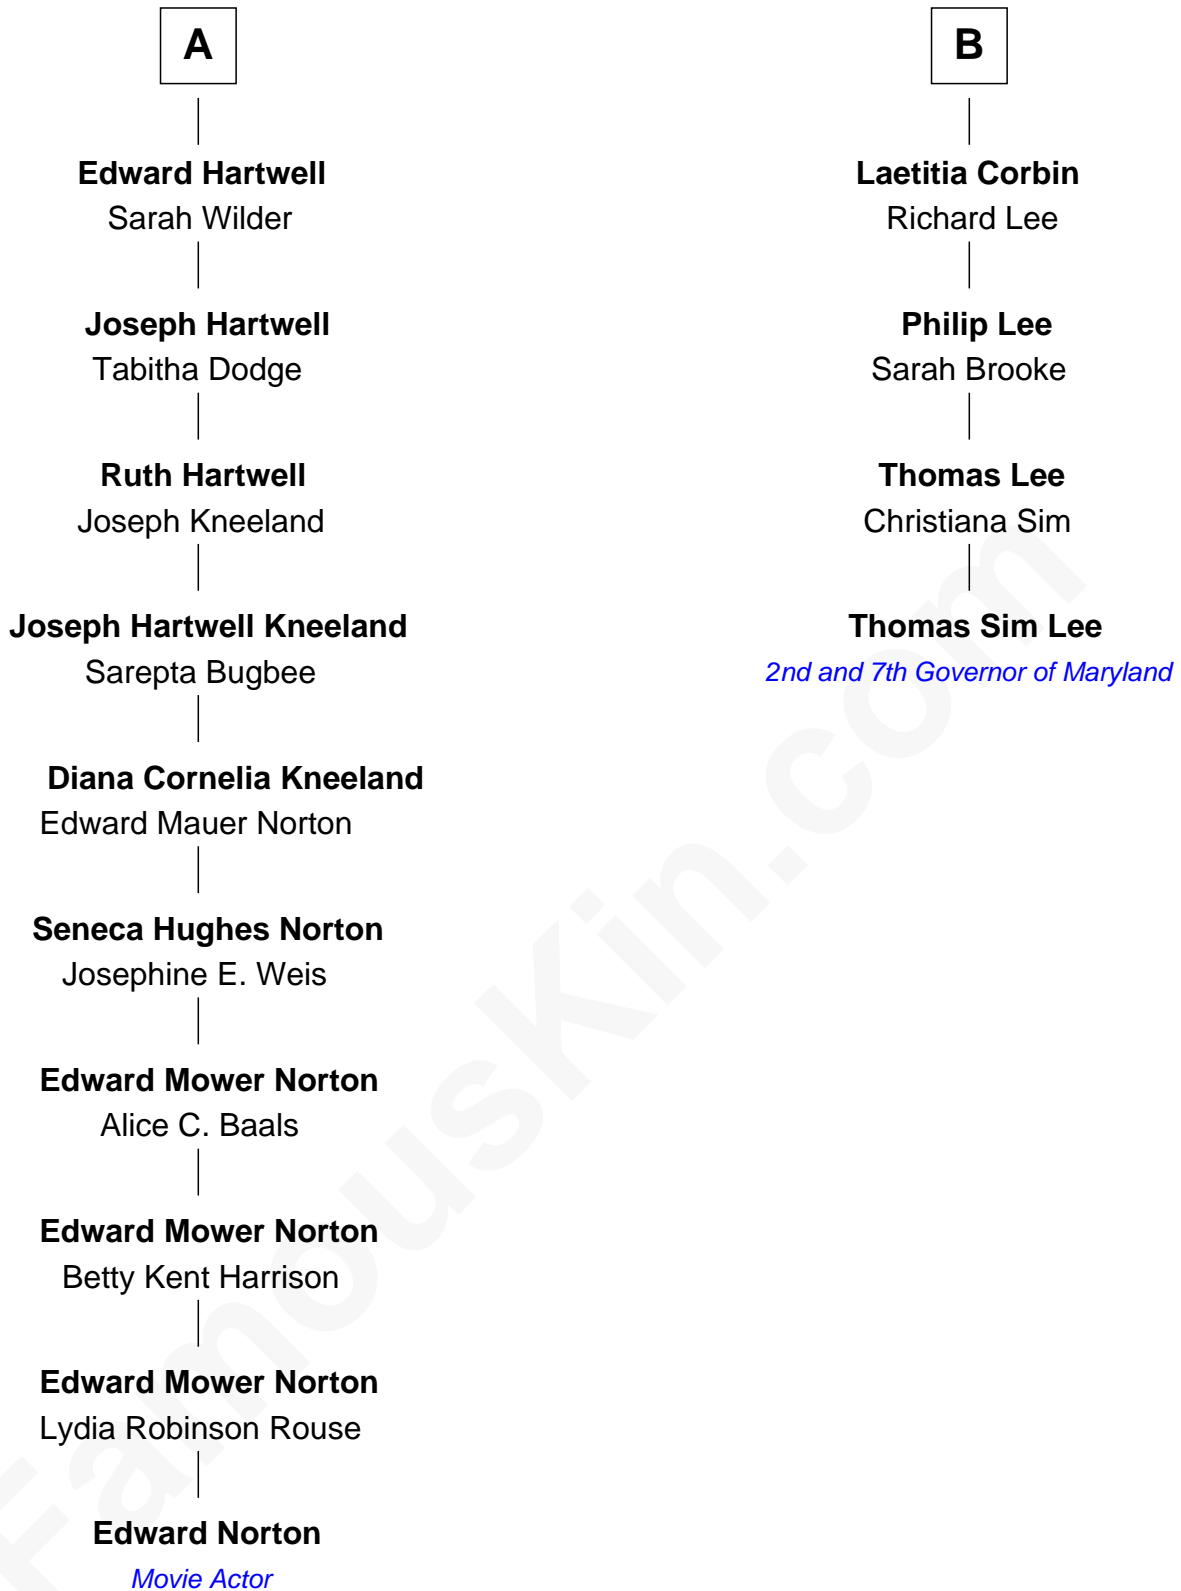 A
Edward Hartwell
Sarah Wilder
Joseph Hartwell
Tabitha Dodge
Ruth Hartwell
Joseph Kneeland
Joseph Hartwell Kneeland
Sarepta Bugbee
Diana Cornelia Kneeland
Edward Mauer Norton
Seneca Hughes Norton
Josephine E. Weis
Edward Mower Norton
Alice C. Baals
Edward Mower Norton
Betty Kent Harrison
Edward Mower Norton
Lydia Robinson Rouse
Edward Norton
Movie Actor
B
Laetitia Corbin
Richard Lee
Philip Lee
Sarah Brooke
Thomas Lee
Christiana Sim
Thomas Sim Lee
2nd and 7th Governor of Maryland
FamousKin.com